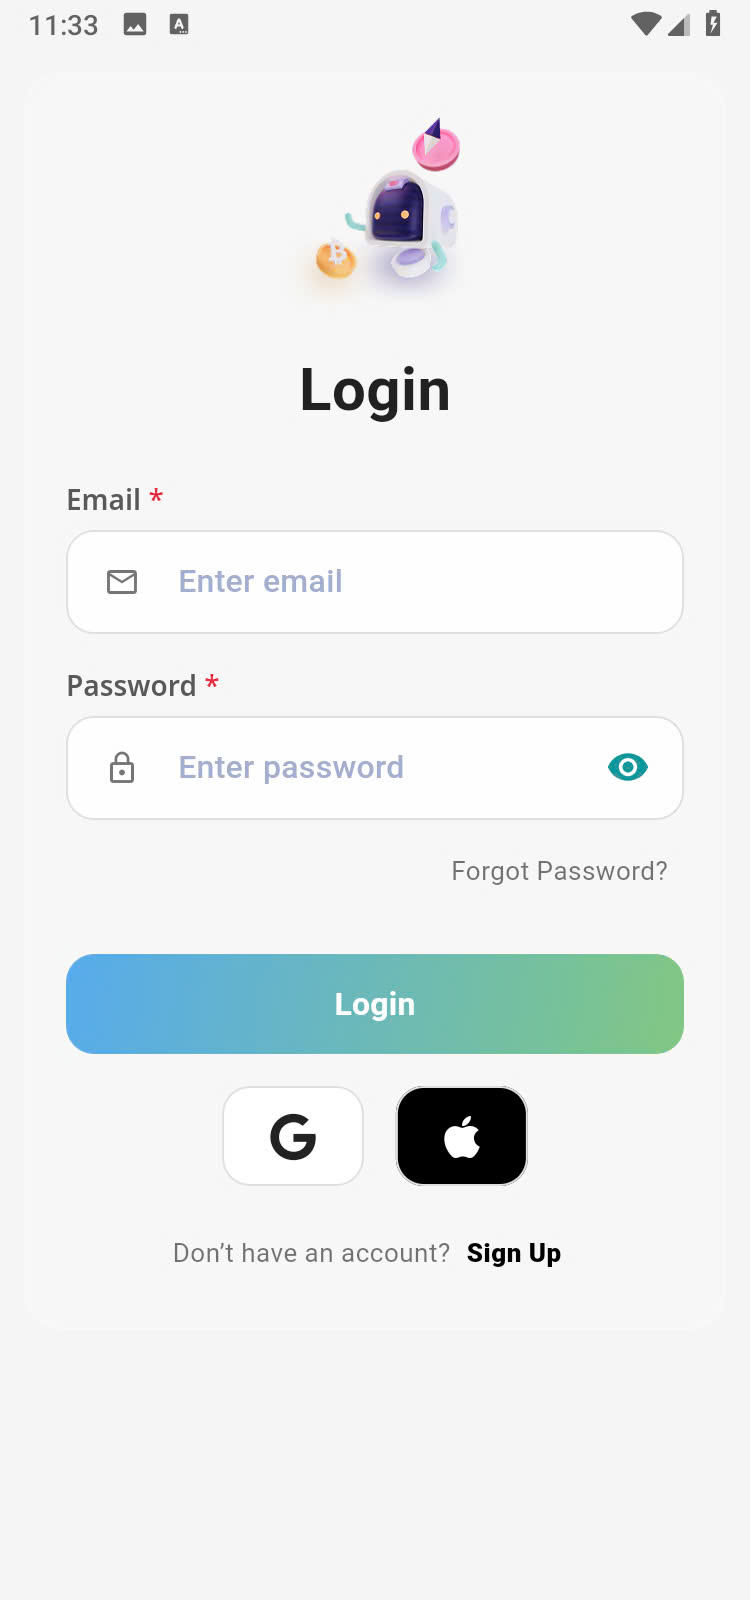 11:33
Login
Email *
Enter email
Password *
Enter password
Forgot Password?
Login
Don’t have an account? Sign Up